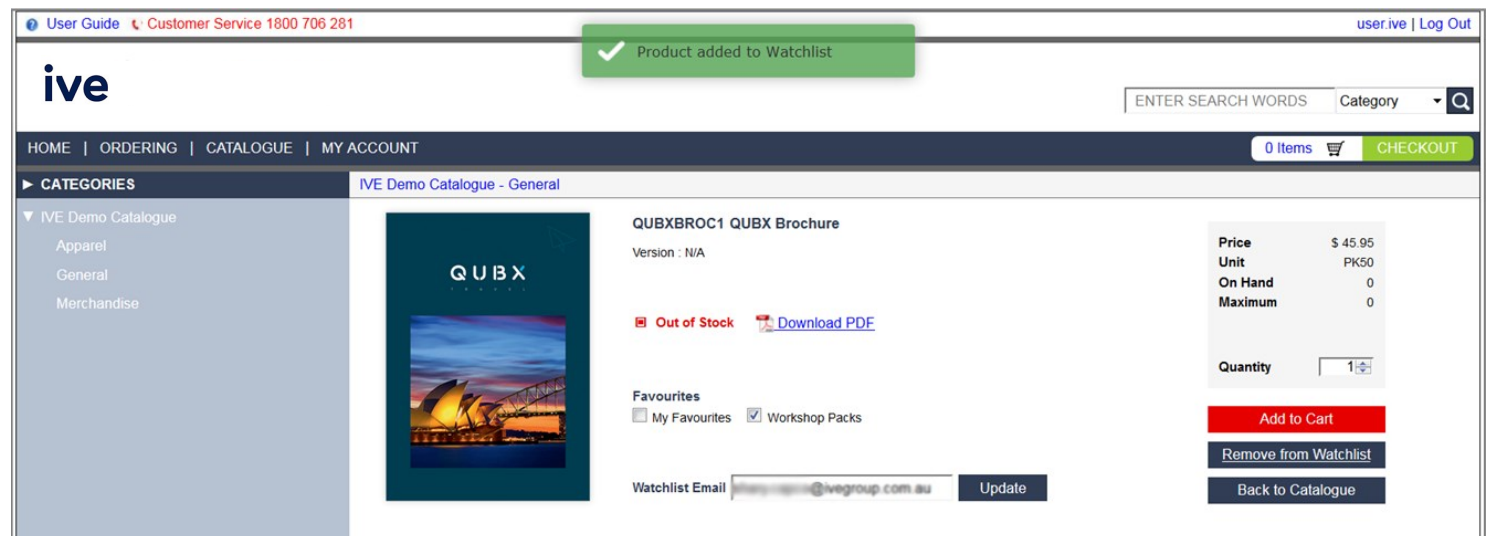 User Guide Customer Service 1800 706 281
user.ive | Log Out
Product added to Watchlist
ive
ENTER SEARCH WORDS Category
HOME | ORDERING | CATALOGUE | MY ACCOUNT
0 Items CHECKOUT
CATEGORIES
IVE Demo Catalogue - General
IVE Demo Catalogue
Apparel
General
Merchandise
QUBX
QUBXBROC1 QUBX Brochure
Version : N/A
Out of Stock Download PDF
Favourites
My Favourites Workshop Packs
Watchlist Email @ivegroup.com.au Update
Price $ 45.95
Unit PK50
On Hand 0
Maximum 0
Quantity 1
Add to Cart
Remove from Watchlist
Back to Catalogue